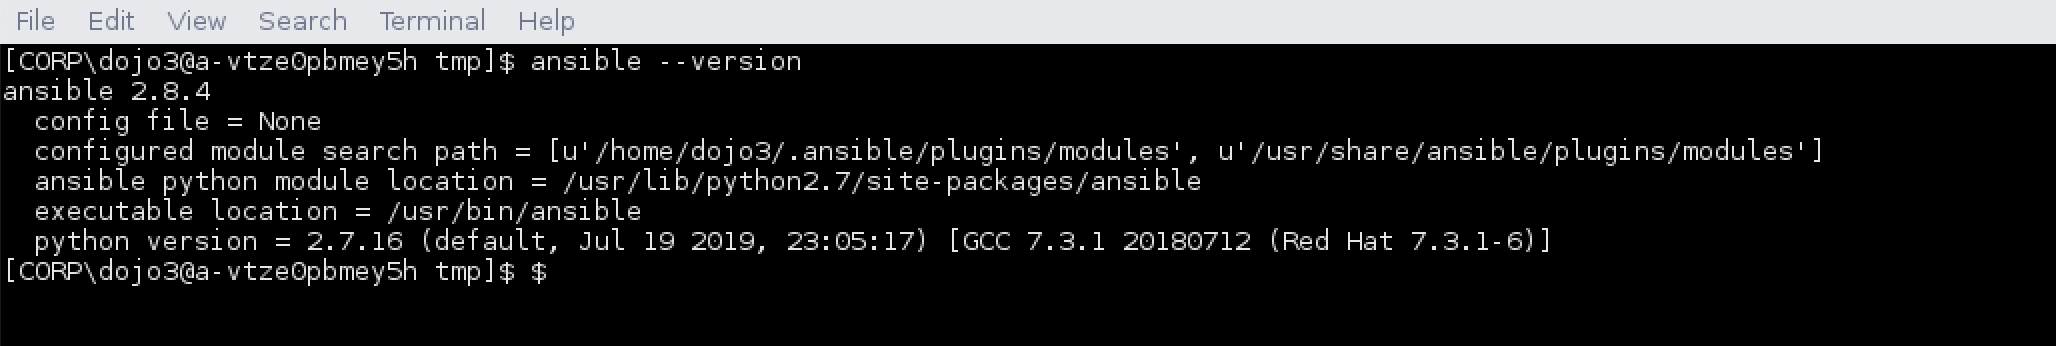 File Edit View Search Terminal Help
[CORP\dojo3@a-vtze0pbmey5h tmp]$ ansible --version
ansible 2.8.4
  config file = None
  configured module search path = [u'/home/dojo3/.ansible/plugins/modules', u'/usr/share/ansible/plugins/modules']
  ansible python module location = /usr/lib/python2.7/site-packages/ansible
  executable location = /usr/bin/ansible
  python version = 2.7.16 (default, Jul 19 2019, 23:05:17) [GCC 7.3.1 20180712 (Red Hat 7.3.1-6)]
[CORP\dojo3@a-vtze0pbmey5h tmp]$ $